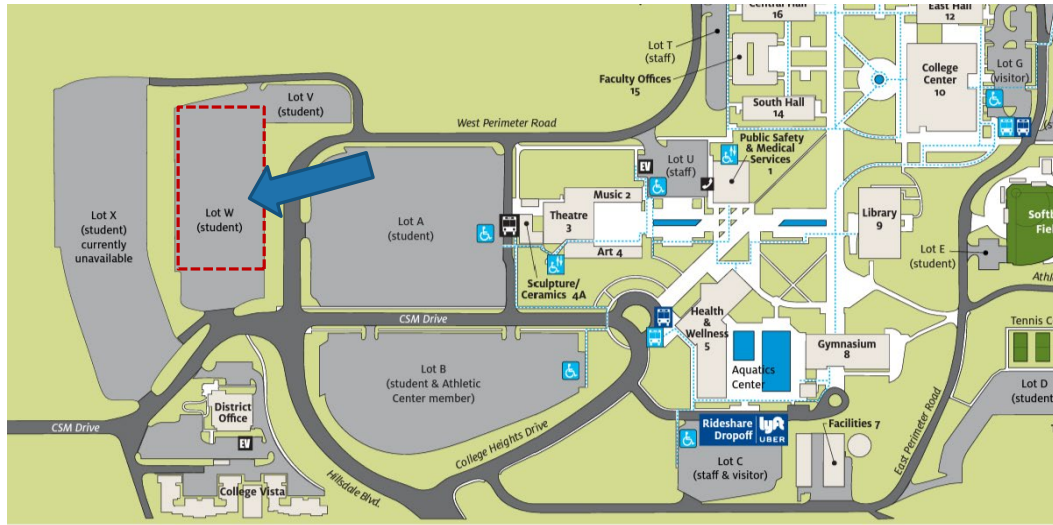 Central Hall
16
East Hall
12
Lot T
(staff)
Faculty Offices
15
College
Center
10
Lot G
(visitor)
Lot V
(student)
South Hall
14
West Perimeter Road
Public Safety
& Medical
Services
1
EV
Lot U
(staff)
Music 2
Lot X
(student)
currently
unavailable
Lot W
(student)
Lot A
(student)
Theatre
3
Library
9
Softb
Fiel
Art 4
Lot E
(student)
Sculpture/
Ceramics 4A
Athl
CSM Drive
Health
&
Wellness
5
Gymnasium
8
Tennis C
Lot B
(student & Athletic
Center member)
Aquatics
Center
Lot D
(student
District
Office
EV
CSM Drive
Rideshare
Dropoff
lyft
UBER
Facilities 7
College Heights Drive
East Perimeter Road
Lot C
(staff & visitor)
College Vista
Hillsdale Blvd.